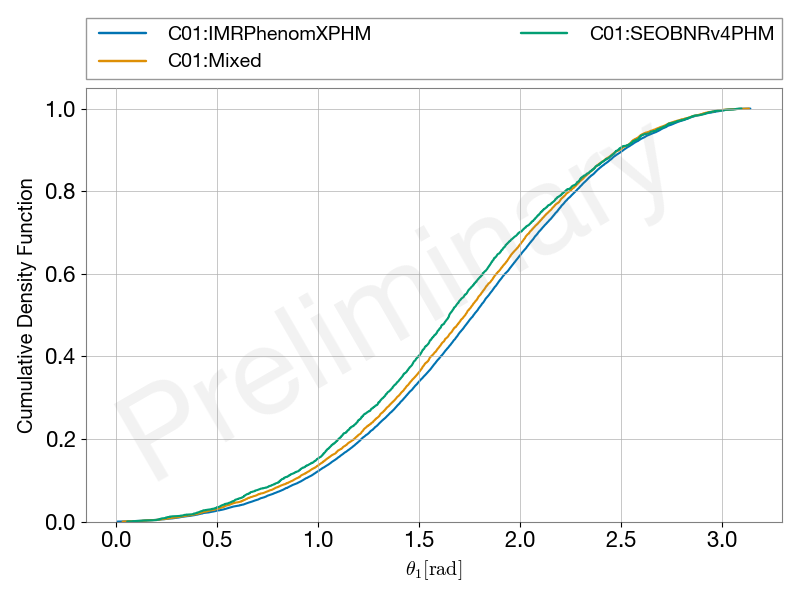 C01:IMRPhenomXPHM
C01:Mixed
C01:SEOBNRv4PHM
Preliminary
Cumulative Density Function
1.0
0.8
0.6
0.4
0.2
0.0
0.0 0.5 1.0 1.5 2.0 2.5 3.0
θ₁[rad]